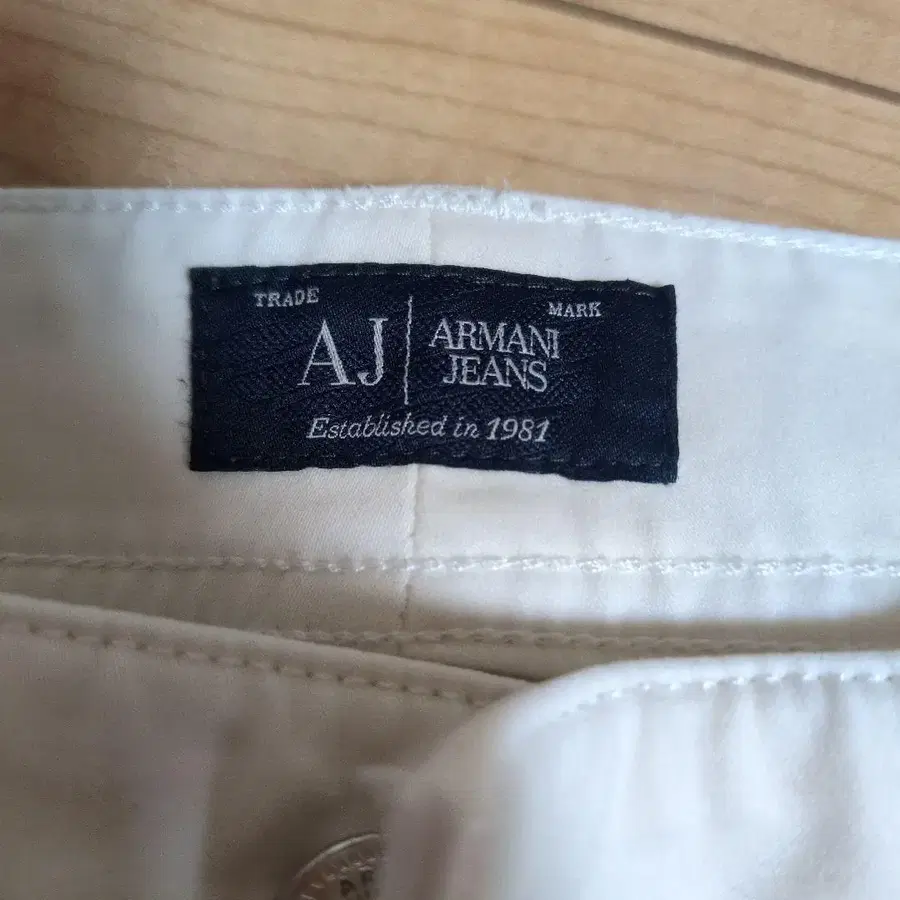 TRADE MARK
AJ ARMANI
JEANS
Established in 1981